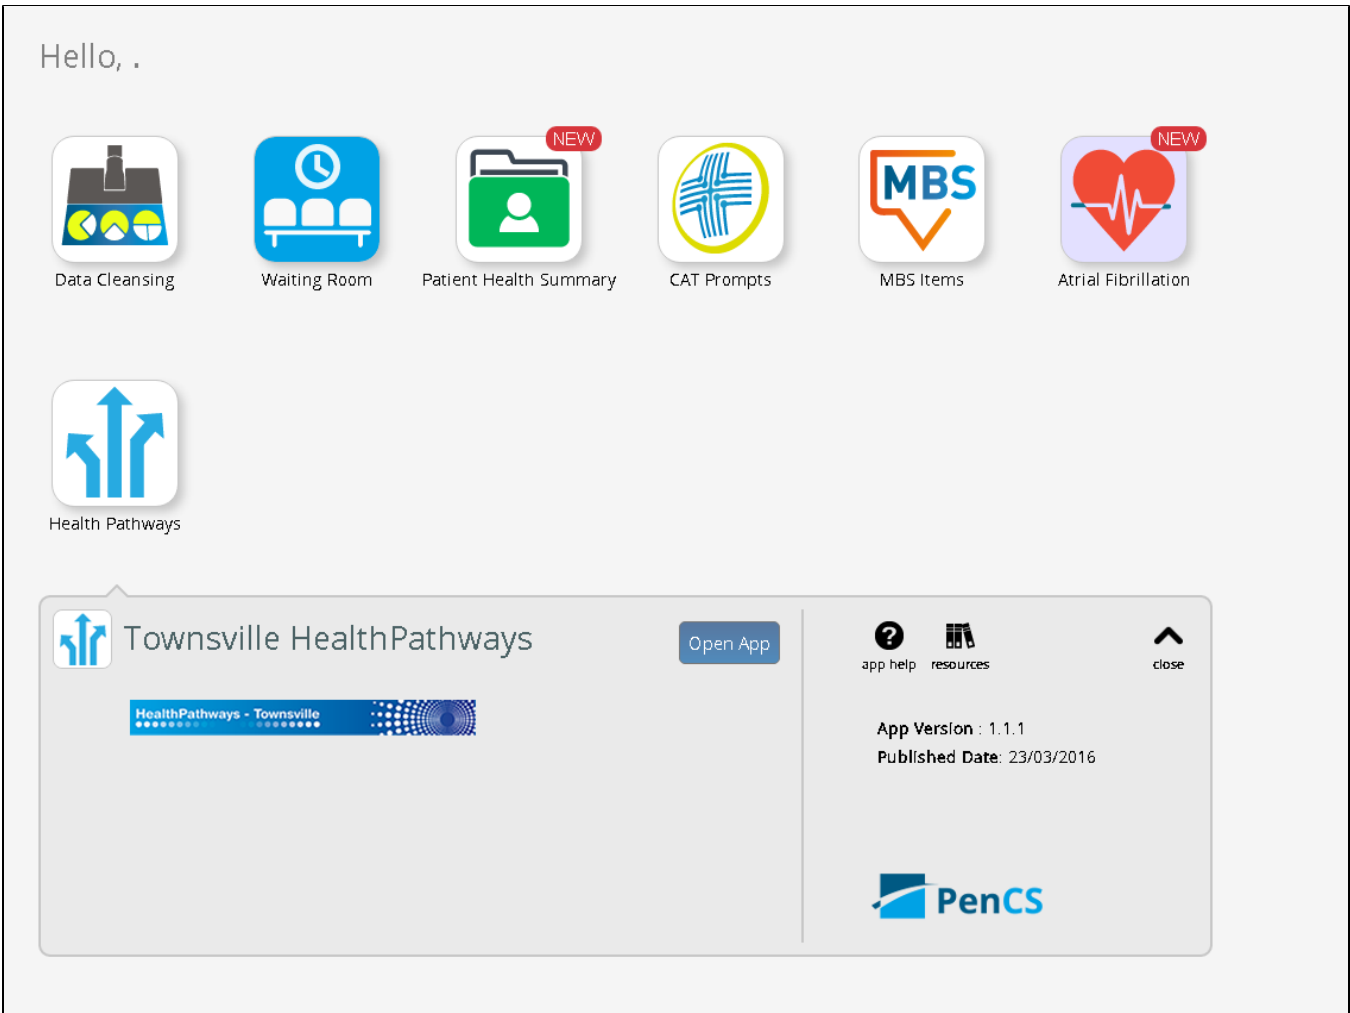 Hello, .
NEW
NEW
MBS
Data Cleansing
Waiting Room
Patient Health Summary
CAT Prompts
MBS Items
Atrial Fibrillation
Health Pathways
Townsville HealthPathways
Open App
HealthPathways - Townsville
app help
resources
close
App Version : 1.1.1
Published Date: 23/03/2016
PenCS